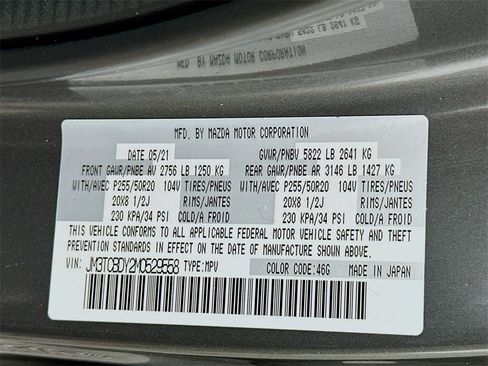 MFD. BY MAZDA MOTOR CORPORATION
DATE 05/21 GVWR/PNBV 5822 LB 2641 KG
FRONT GAWR/PNBE AV 2756 LB 1250 KG REAR GAWR/PNBE AR 3146 LB 1427 KG
WITH/AVEC P255/50R20 104V TIRES/PNEUS WITH/AVEC P255/50R20 104V TIRES/PNEUS
20X8 1/2J RIMS/JANTES 20X8 1/2J RIMS/JANTES
230 KPA/34 PSI COLD/A FROID 230 KPA/34 PSI COLD/A FROID
THIS VEHICLE CONFORMS TO ALL APPLICABLE FEDERAL MOTOR VEHICLE SAFETY AND THEFT
PREVENTION STANDARDS IN EFFECT ON THE DATE OF MANUFACTURE SHOWN ABOVE.
VIN: JM3TCBDY2M0529558 TYPE: MPV COLOR CODE: 46G MADE IN JAPAN